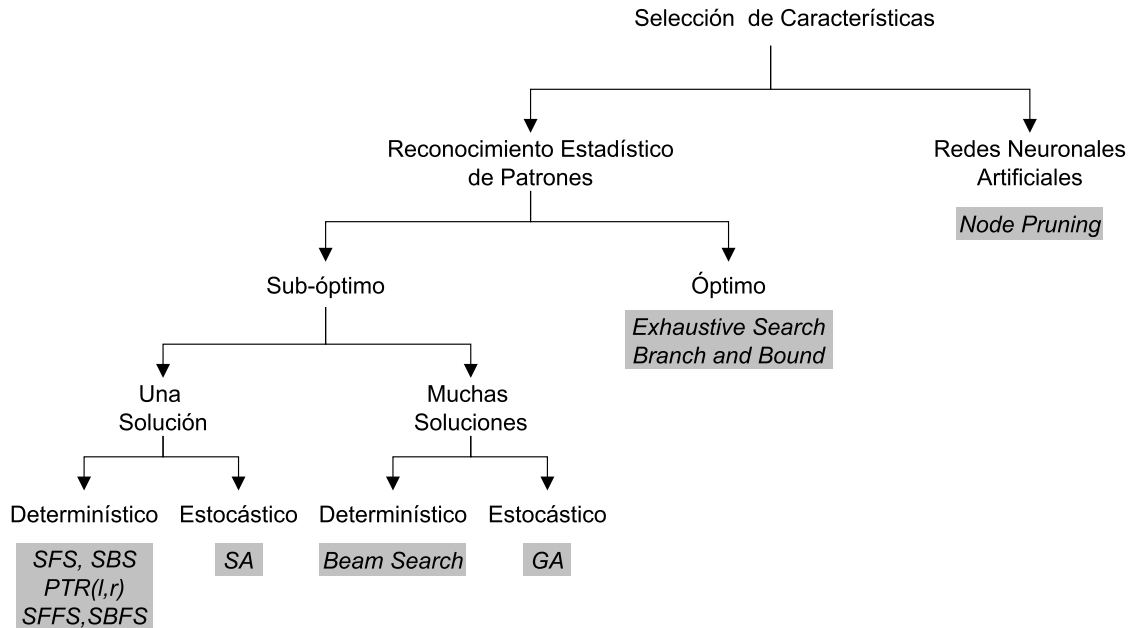 Selección de Características
Reconocimiento Estadístico
de Patrones
Redes Neuronales
Artificiales
Node Pruning
Sub-óptimo
Óptimo
Exhaustive Search
Branch and Bound
Una
Solución
Muchas
Soluciones
Determinístico
Estocástico
Determinístico
Estocástico
SFS, SBS
PTR(l,r)
SFFS,SBFS
SA
Beam Search
GA